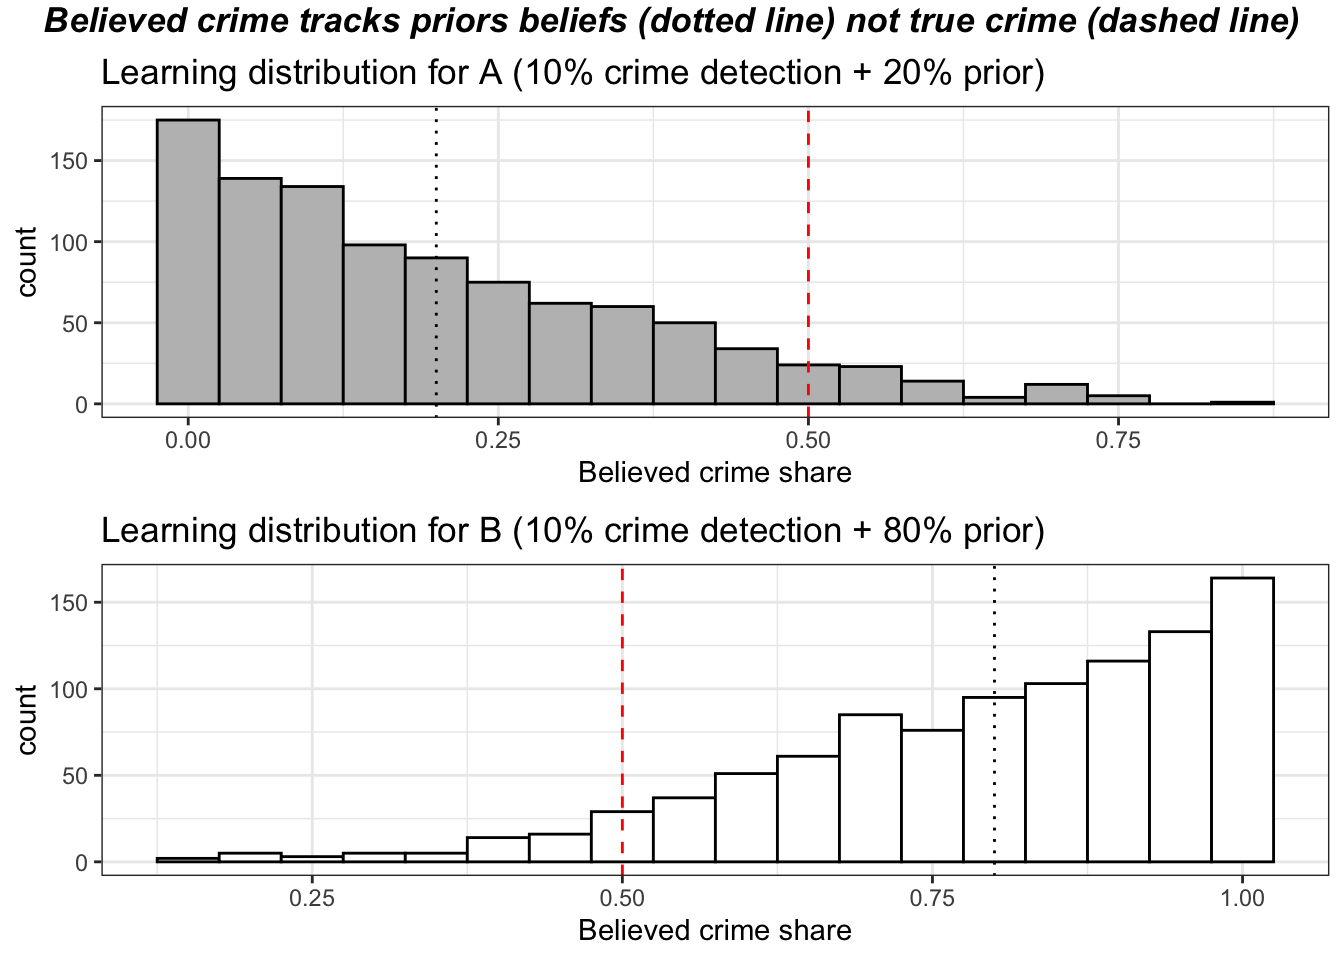 Believed crime tracks priors beliefs (dotted line) not true crime (dashed line)
Learning distribution for A (10% crime detection + 20% prior)
count
150
100
50
0
0.00 0.25 0.50 0.75
Believed crime share
Learning distribution for B (10% crime detection + 80% prior)
count
150
100
50
0
0.25 0.50 0.75 1.00
Believed crime share